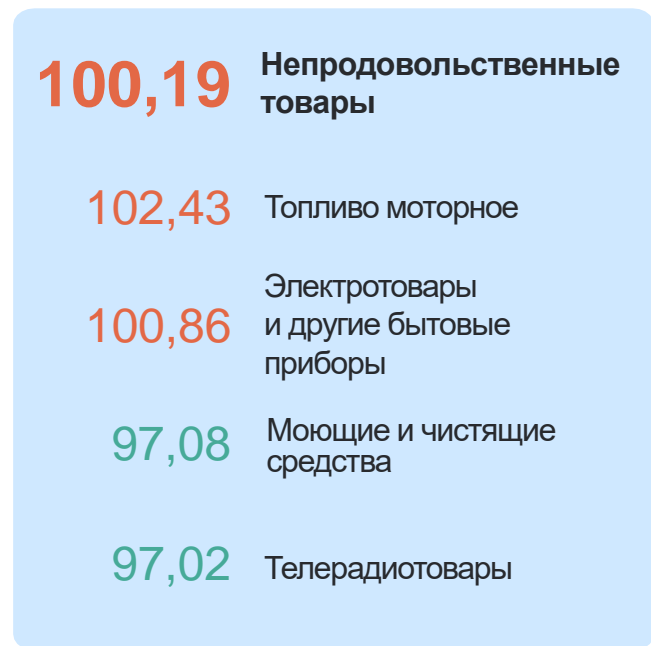 100,19 Непродовольственные
товары
102,43 Топливо моторное
Электротовары
100,86 и другие бытовые
приборы
97,08 Моющие и чистящие
средства
97,02 Телерадиотовары